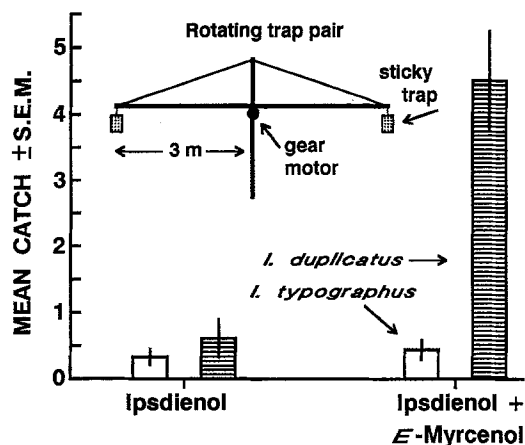 Rotating trap pair
sticky
trap
3 m
gear
motor
MEAN CATCH ± S.E.M.
5
4
3
2
1
0
I. duplicatus
I. typographus
Ipsdienol
Ipsdienol +
E-Myrcenol